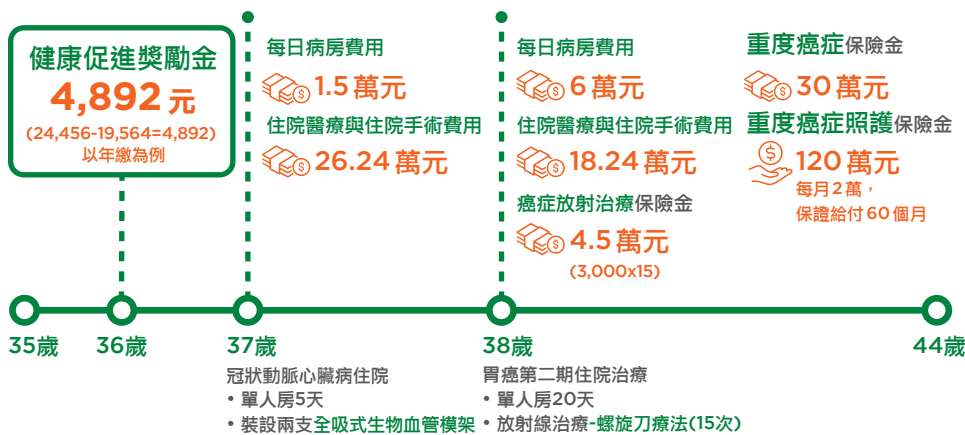 健康促進獎勵金
4,892元
(24,456-19,564=4,892)
以年繳為例
每日病房費用
1.5萬元
住院醫療與住院手術費用
26.24萬元
每日病房費用
6萬元
住院醫療與住院手術費用
18.24萬元
癌症放射治療保險金
4.5萬元
(3,000x15)
重度癌症保險金
30萬元
重度癌症照護保險金
120萬元
每月2萬，
保證給付60個月
35歲
36歲
37歲
38歲
44歲
冠狀動脈心臟病住院
• 單人房5天
• 裝設兩支全吸式生物血管模架
胃癌第二期住院治療
• 單人房20天
• 放射線治療-螺旋刀療法(15次)